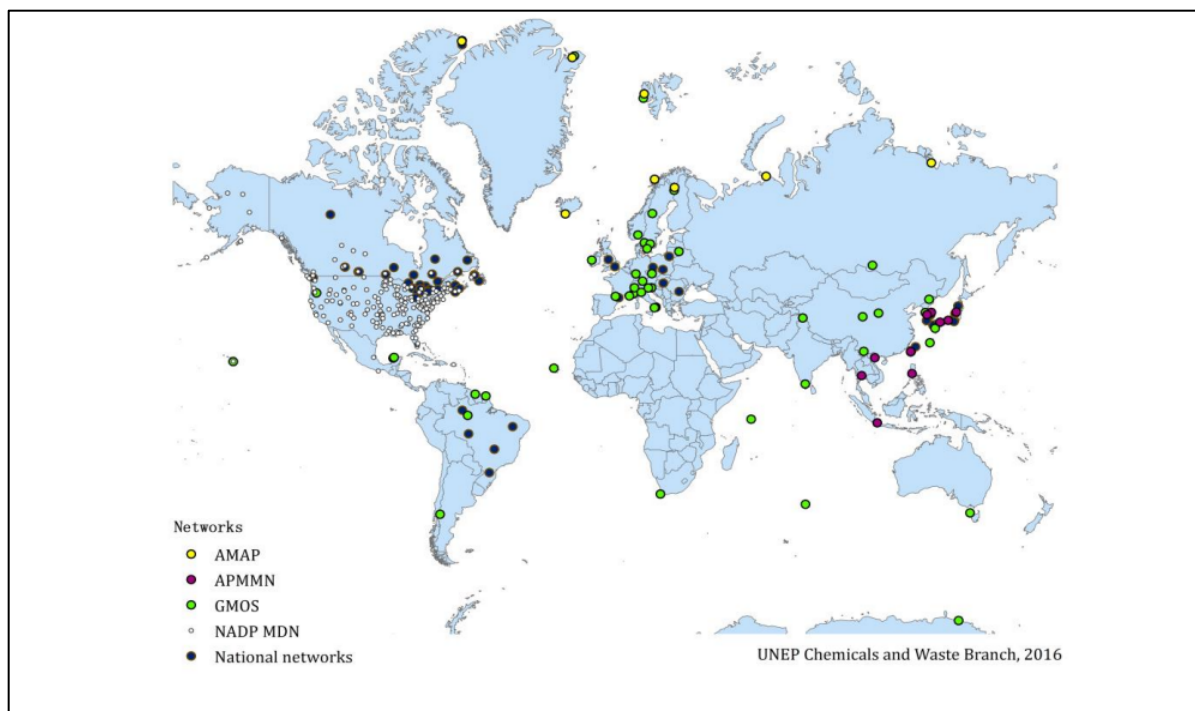 Networks
AMAP
APMMN
GMOS
NADP MDN
National networks
UNEP Chemicals and Waste Branch, 2016